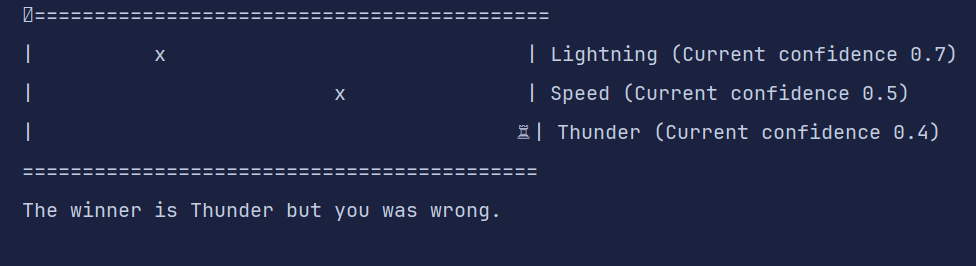 ===========================================
|          x                              | Lightning (Current confidence 0.7)
|                         x               | Speed (Current confidence 0.5)
|                                        ♖| Thunder (Current confidence 0.4)
===========================================
The winner is Thunder but you was wrong.